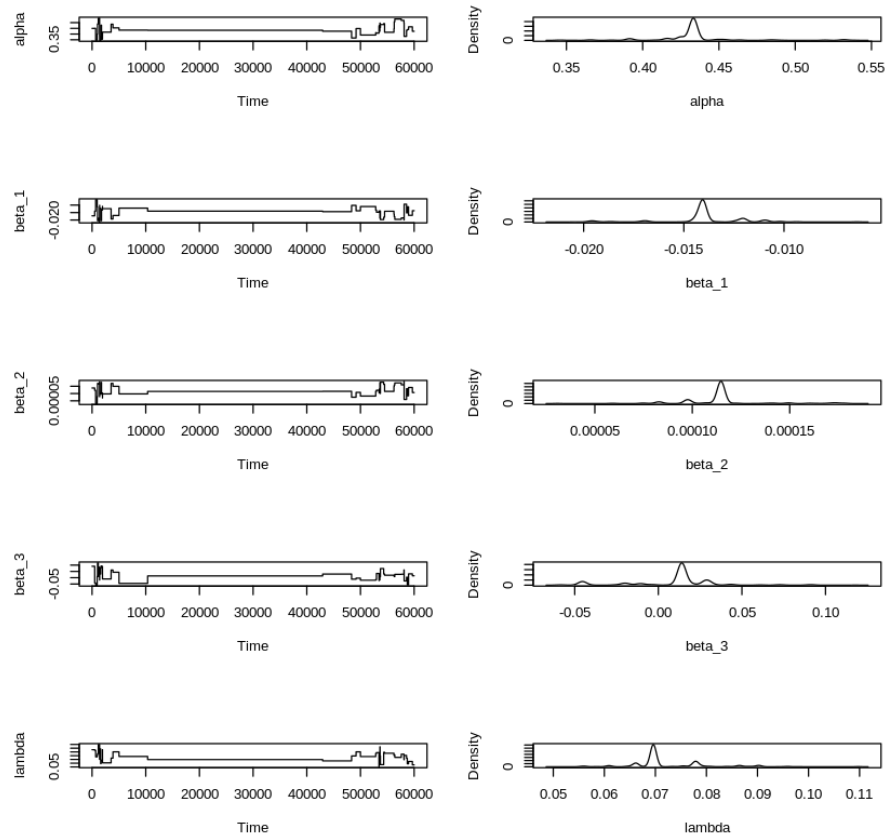 alpha
0.35
0 10000 20000 30000 40000 50000 60000
Time
Density
0
0.35 0.40 0.45 0.50 0.55
alpha
beta_1
-0.020
0 10000 20000 30000 40000 50000 60000
Time
Density
0
-0.020 -0.015 -0.010
beta_1
beta_2
0.00005
0 10000 20000 30000 40000 50000 60000
Time
Density
0
0.00005 0.00010 0.00015
beta_2
beta_3
-0.05
0 10000 20000 30000 40000 50000 60000
Time
Density
0
-0.05 0.00 0.05 0.10
beta_3
lambda
0.05
0 10000 20000 30000 40000 50000 60000
Time
Density
0
0.05 0.06 0.07 0.08 0.09 0.10 0.11
lambda